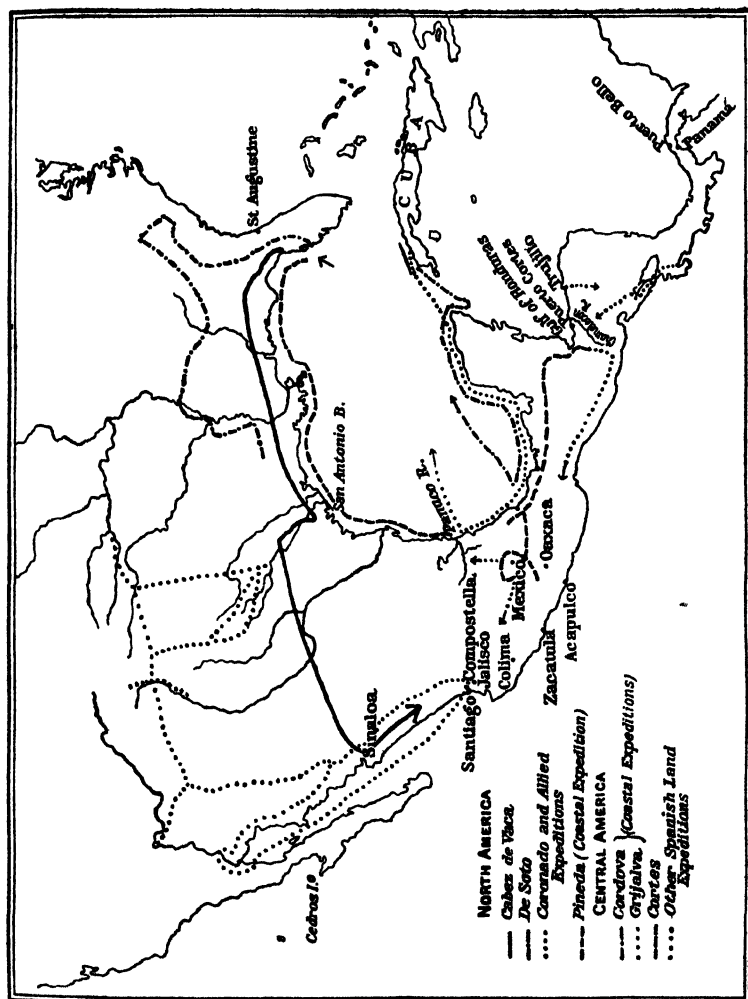 St Augustine
CUBA
Puerto Bello
Panama
Gulf of Honduras
Puerto Cortes
Trujillo
San Antonio B.
Panuco R.
Oaxaca
Mexico
Acapulco
Zacatula
Colima
Compostella
Jalisco
Santiago
Sinaloa
Cedros I.
NORTH AMERICA
Cabez de Vaca
De Soto
Coronado and Allied
Expeditions
Pineda (Coastal Expedition)
CENTRAL AMERICA
Cordova
Grijalva
(Coastal Expeditions)
Cortes
Other Spanish Land
Expeditions